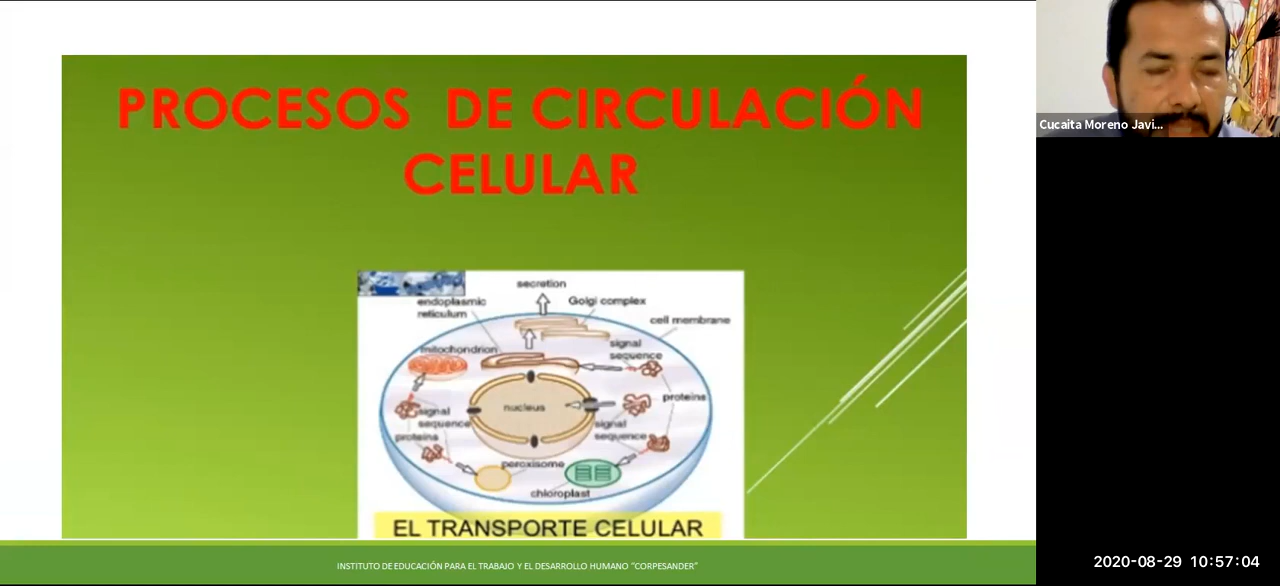 PROCESOS DE CIRCULACIÓN
CELULAR
secretion
endoplasmic
reticulum
Golgi complex
cell membrane
signal
sequence
mitochondrion
proteins
nucleus
signal
sequence
signal
sequence
proteins
peroxisome
chloroplast
EL TRANSPORTE CELULAR
INSTITUTO DE EDUCACIÓN PARA EL TRABAJO Y EL DESARROLLO HUMANO “CORPESANDER”
Cucaita Moreno Javi...
2020-08-29 10:57:04